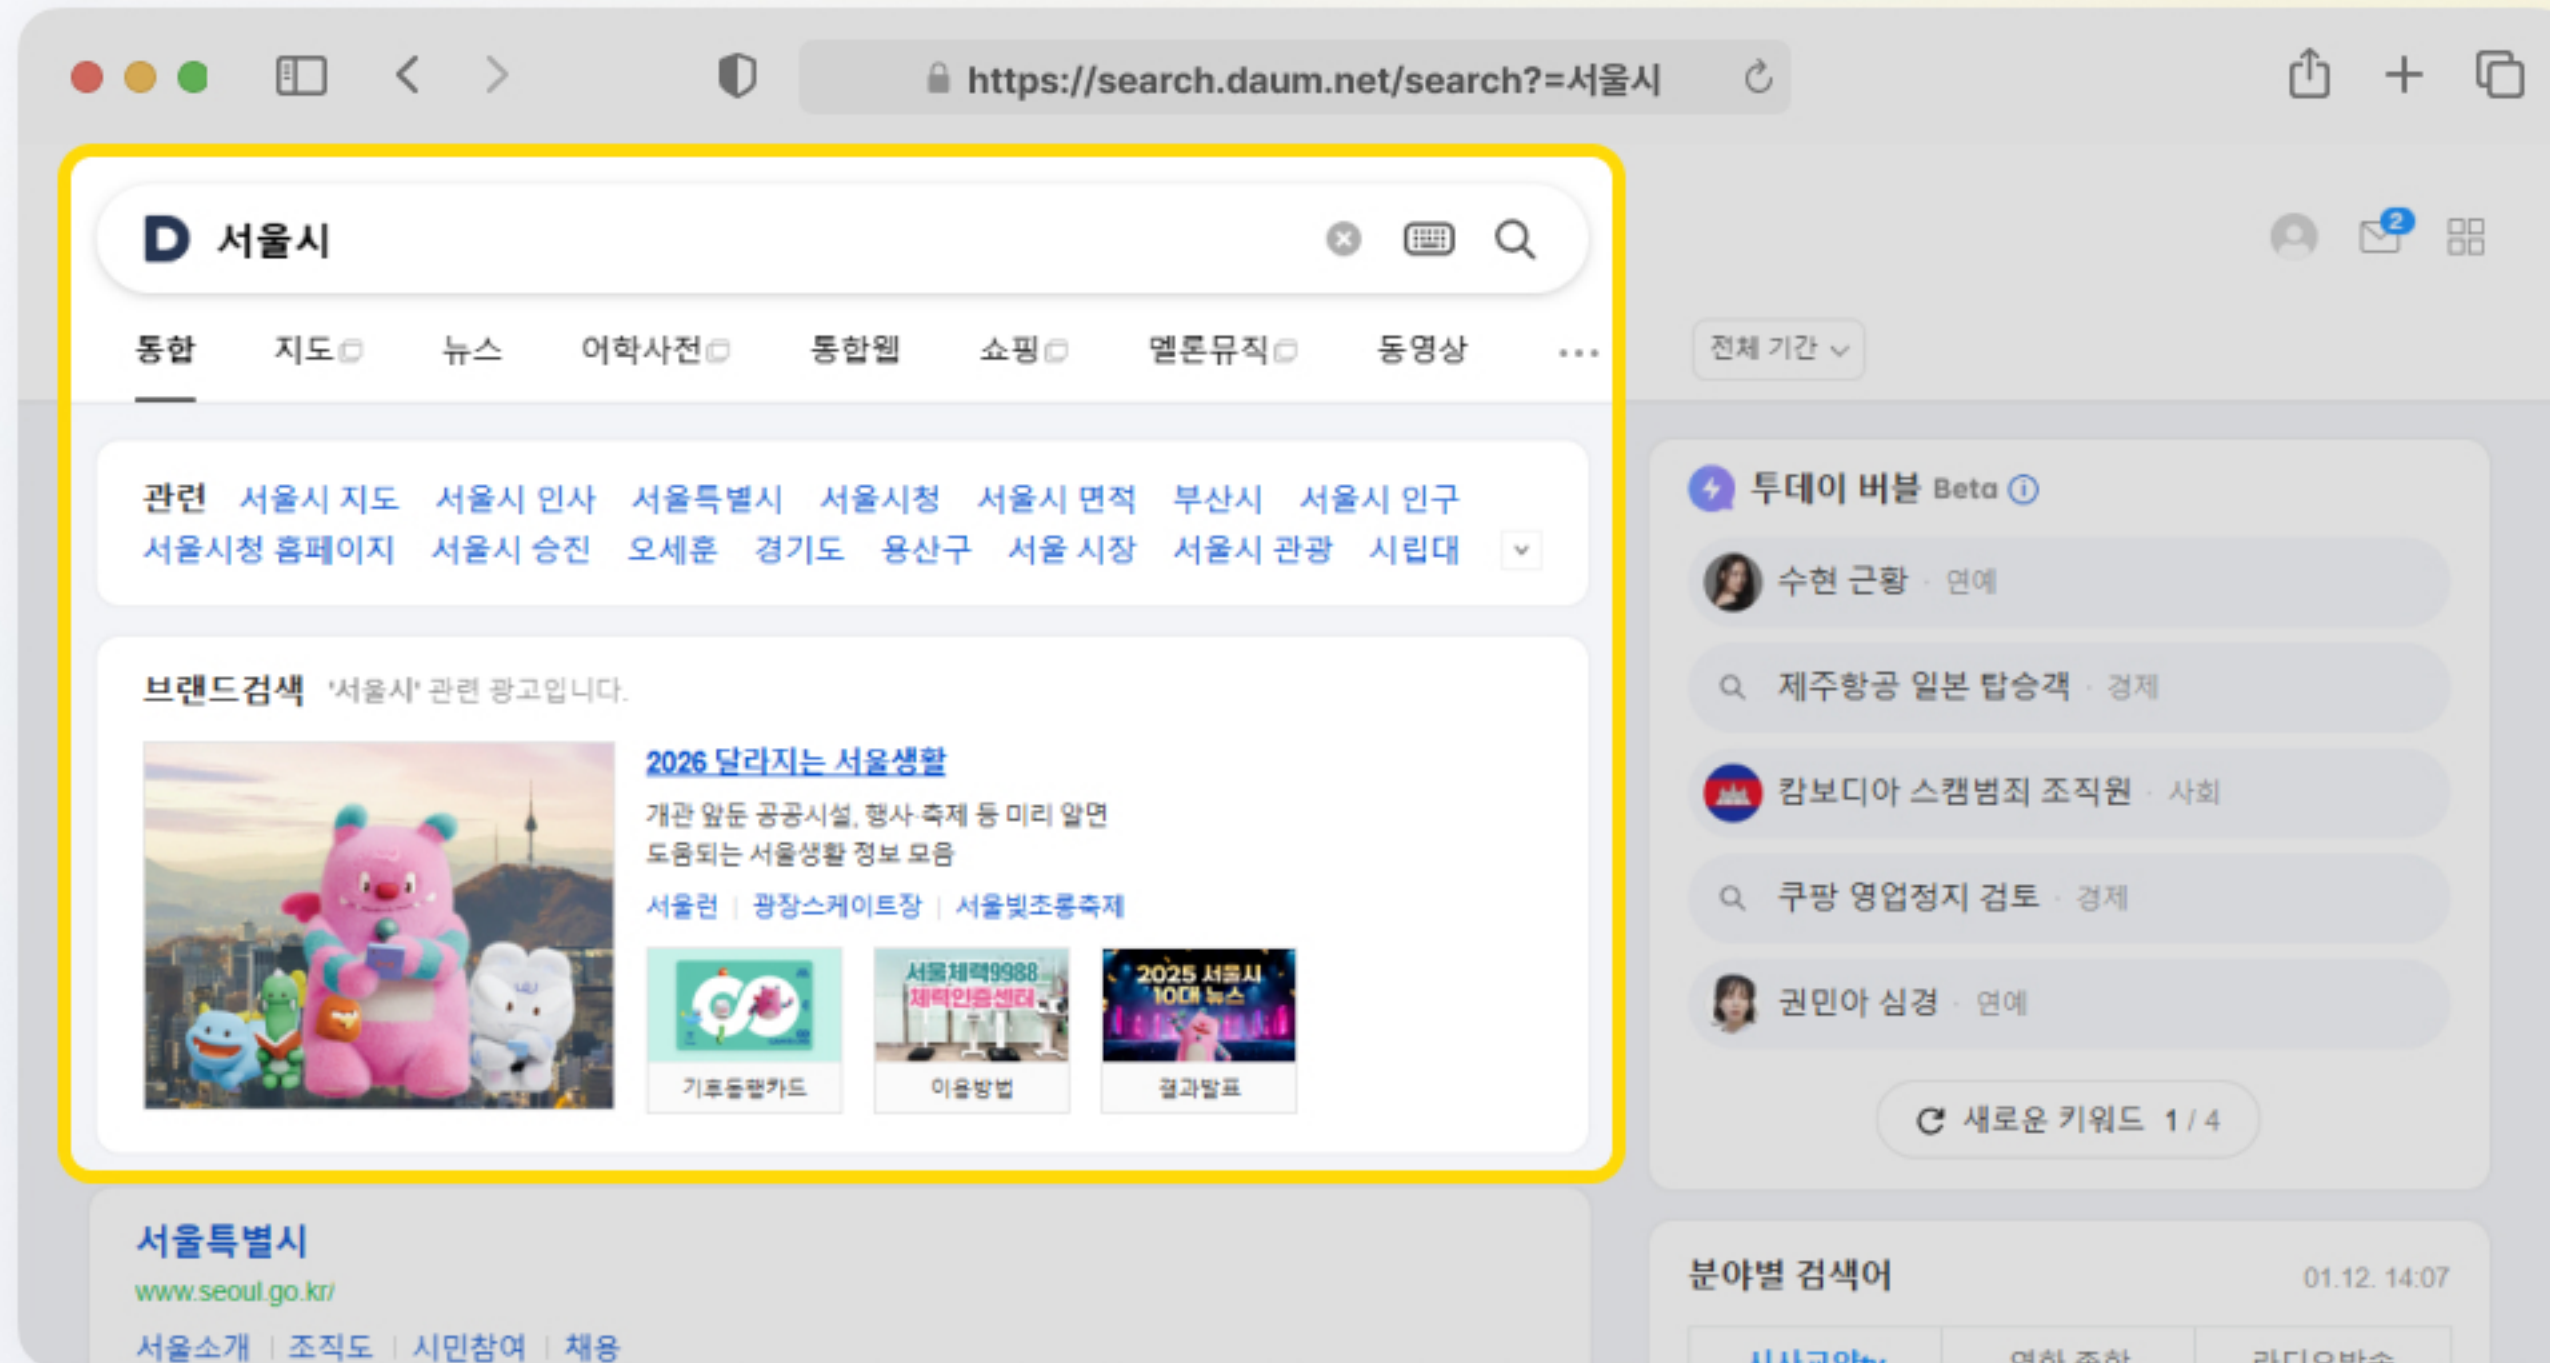 https://search.daum.net/search?=서울시
D 서울시
2
통합 지도 뉴스 어학사전 통합웹 쇼핑 멜론뮤직 동영상 ...
전체 기간
관련 서울시 지도 서울시 인사 서울특별시 서울시청 서울시 면적 부산시 서울시 인구
서울시청 홈페이지 서울시 승진 오세훈 경기도 용산구 서울 시장 서울시 관광 시립대
브랜드검색 '서울시' 관련 광고입니다.
2026 달라지는 서울생활
개관 앞둔 공공시설, 행사·축제 등 미리 알면
도움되는 서울생활 정보 모음
서울런 | 광장스케이트장 | 서울빛초롱축제
서울체력9988
체력인증센터
2025 서울시
10대 뉴스
기후동행카드
이용방법
결과발표
서울특별시
www.seoul.go.kr/
서울소개 | 조직도 | 시민참여 | 채용
투데이 버블 Beta
수현 근황 · 연예
제주항공 일본 탑승객 · 경제
캄보디아 스캠범죄 조직원 · 사회
쿠팡 영업정지 검토 · 경제
권민아 심경 · 연예
새로운 키워드 1 / 4
분야별 검색어
01.12. 14:07
시사교양tv 영화 종합 라디오방송